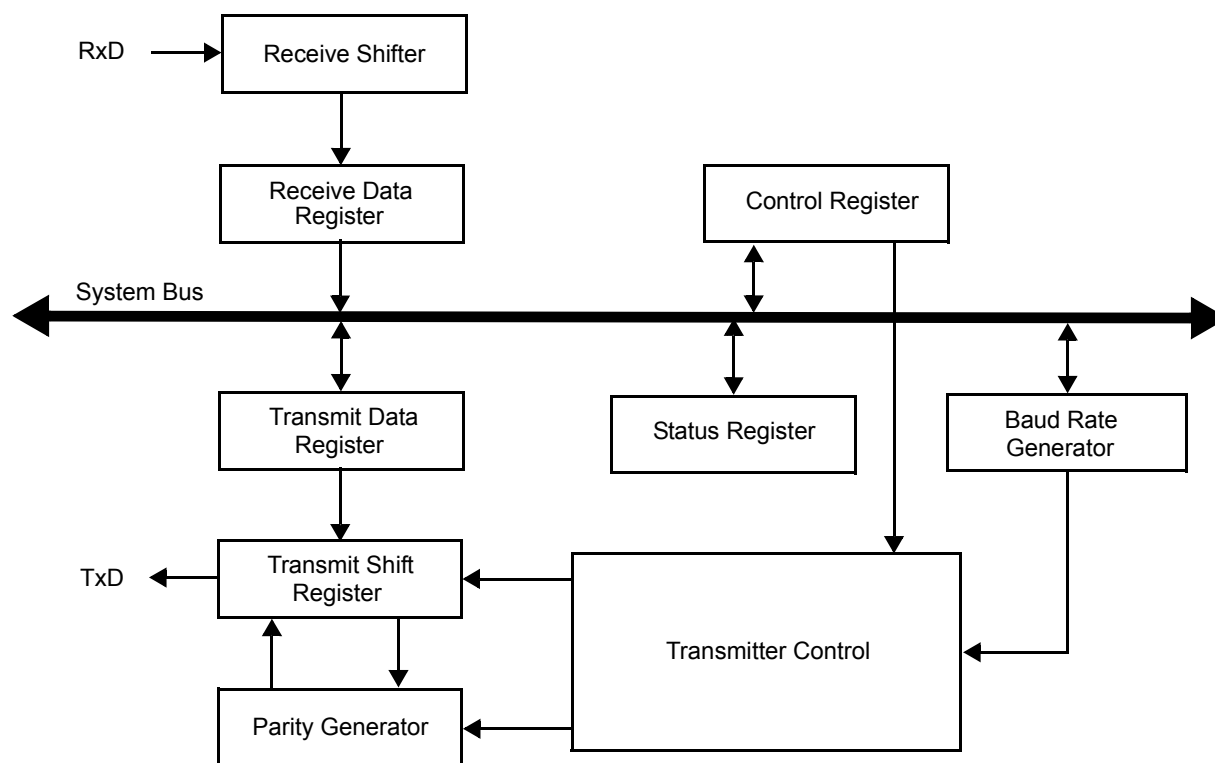 RxD
Receive Shifter
Receive Data
Register
Control Register
System Bus
Transmit Data
Register
Status Register
Baud Rate
Generator
TxD
Transmit Shift
Register
Transmitter Control
Parity Generator